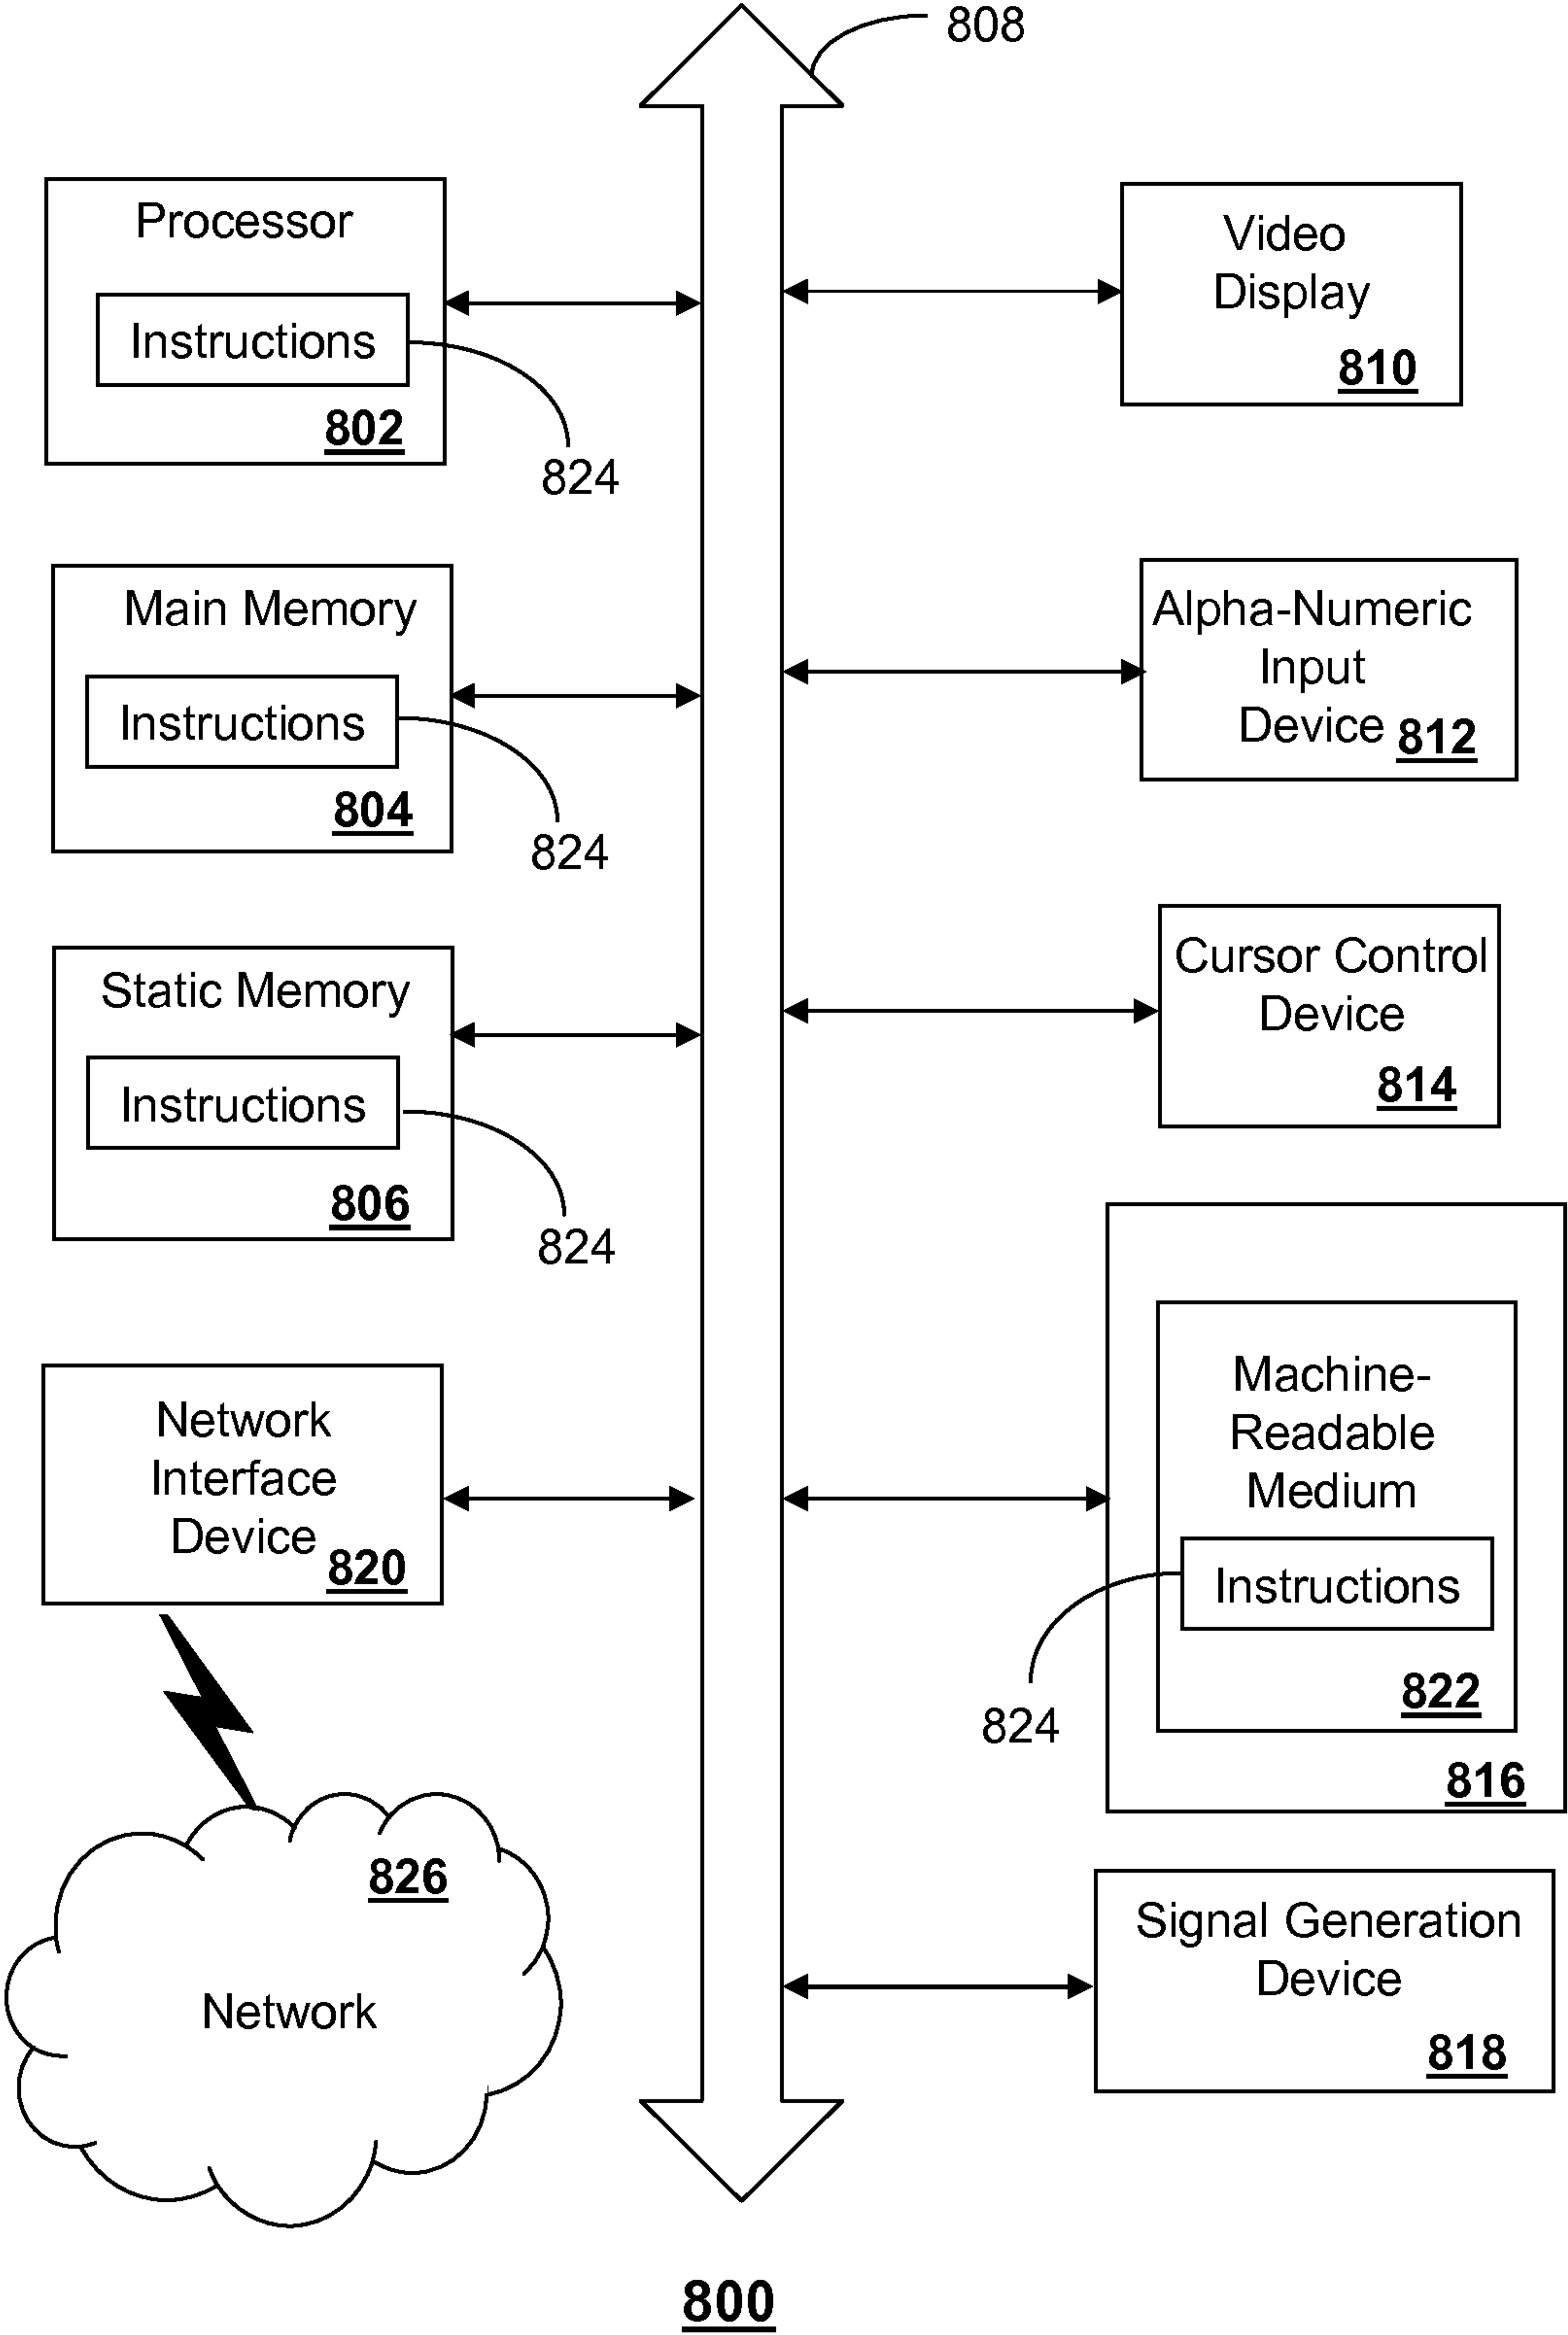 808
Processor
Instructions
802
824
Video
Display
810
Main Memory
Instructions
804
824
Alpha-Numeric
Input
Device 812
Static Memory
Instructions
806
824
Cursor Control
Device
814
Network
Interface
Device
820
Machine-
Readable
Medium
Instructions
822
824
816
826
Network
Signal Generation
Device
818
800